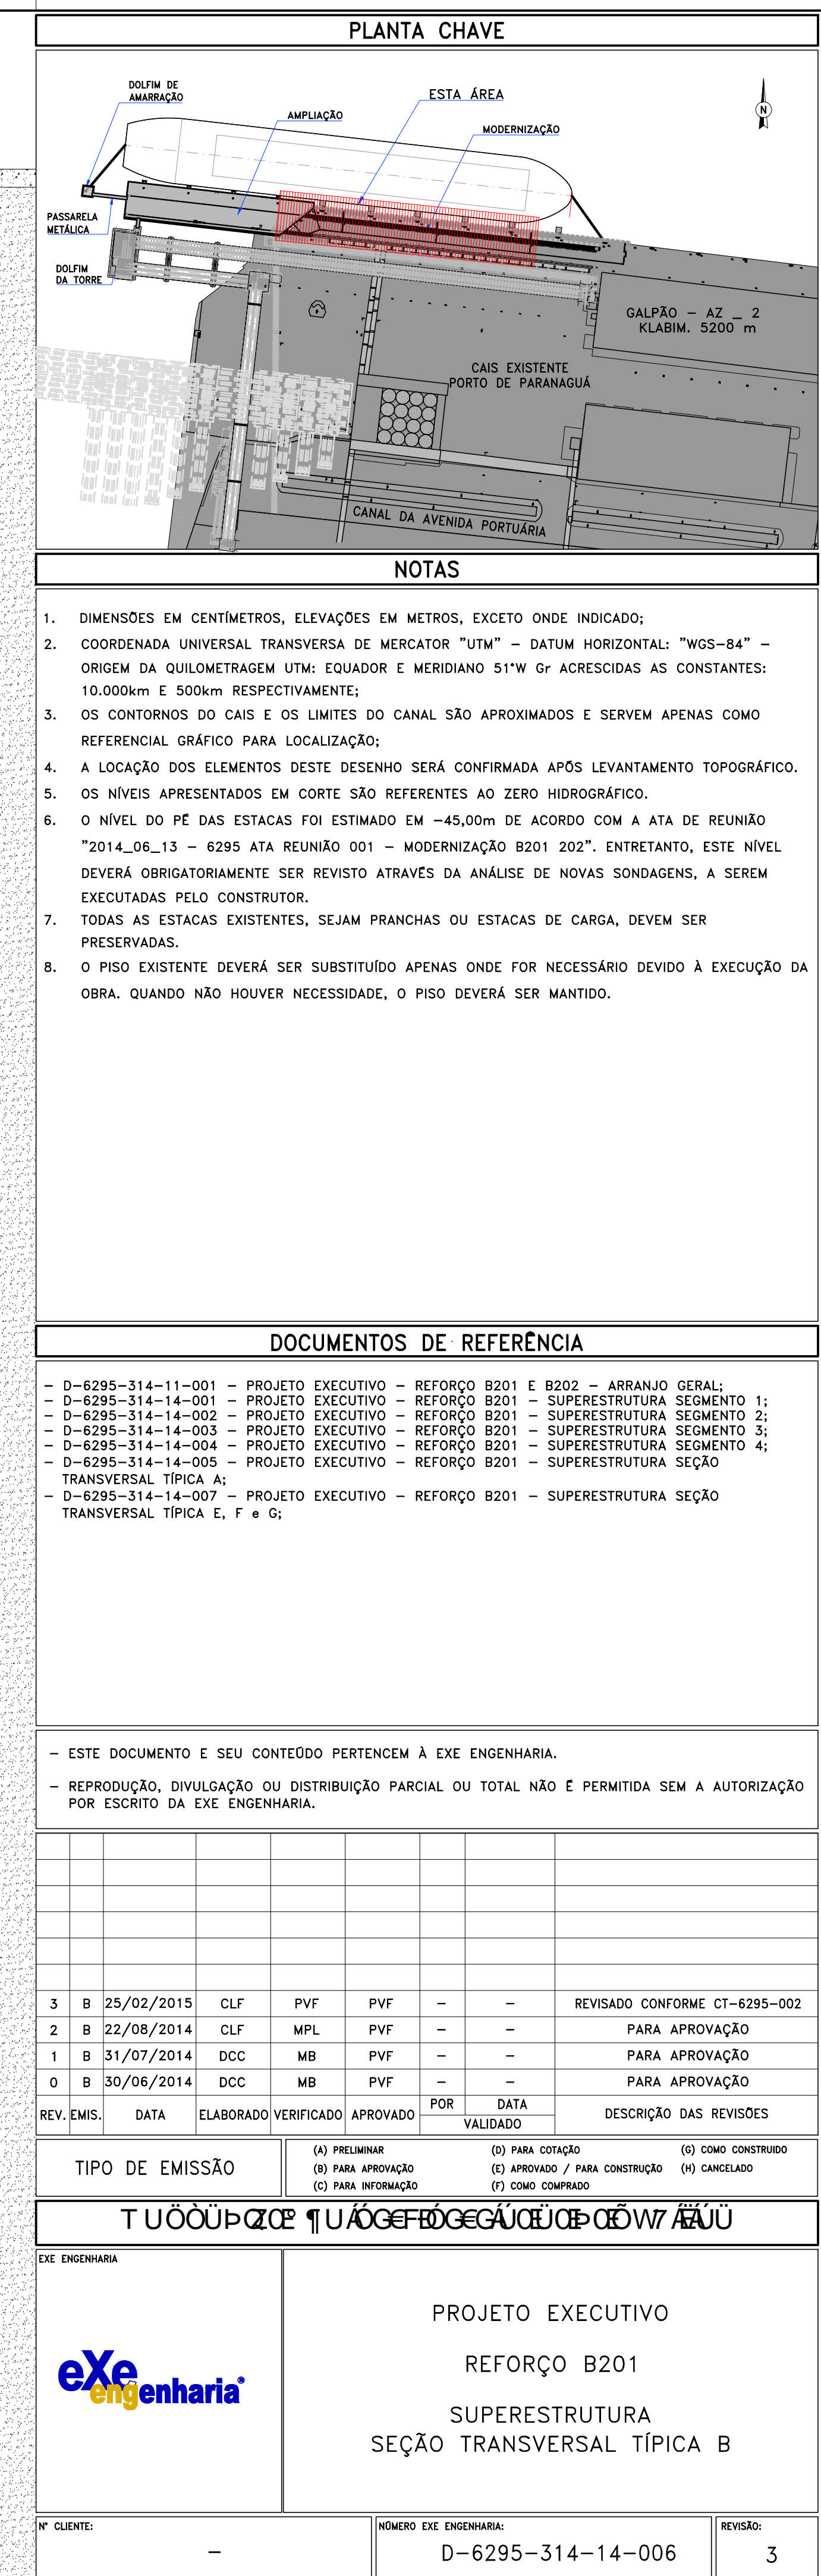 PLANTA CHAVE
DOLFIM DE
AMARRAÇÃO
ESTA ÁREA
AMPLIAÇÃO
MODERNIZAÇÃO
N
PASSARELA
METÁLICA
DOLFIM
DA TORRE
GALPÃO - AZ _ 2
KLABIM. 5200 m
CAIS EXISTENTE
PORTO DE PARANAGUÁ
CANAL DA AVENIDA PORTUÁRIA
NOTAS
1. DIMENSÕES EM CENTÍMETROS, ELEVAÇÕES EM METROS, EXCETO ONDE INDICADO;
2. COORDENADA UNIVERSAL TRANSVERSA DE MERCATOR "UTM" - DATUM HORIZONTAL: "WGS-84" -
ORIGEM DA QUILOMETRAGEM UTM: EQUADOR E MERIDIANO 51°W Gr ACRESCIDAS AS CONSTANTES:
10.000km E 500km RESPECTIVAMENTE;
3. OS CONTORNOS DO CAIS E OS LIMITES DO CANAL SÃO APROXIMADOS E SERVEM APENAS COMO
REFERENCIAL GRÁFICO PARA LOCALIZAÇÃO;
4. A LOCAÇÃO DOS ELEMENTOS DESTE DESENHO SERÁ CONFIRMADA APÓS LEVANTAMENTO TOPOGRÁFICO.
5. OS NÍVEIS APRESENTADOS EM CORTE SÃO REFERENTES AO ZERO HIDROGRÁFICO.
6. O NÍVEL DO PÉ DAS ESTACAS FOI ESTIMADO EM -45,00m DE ACORDO COM A ATA DE REUNIÃO
"2014_06_13 - 6295 ATA REUNIÃO 001 - MODERNIZAÇÃO B201 202". ENTRETANTO, ESTE NÍVEL
DEVERÁ OBRIGATORIAMENTE SER REVISTO ATRAVÉS DA ANÁLISE DE NOVAS SONDAGENS, A SEREM
EXECUTADAS PELO CONSTRUTOR.
7. TODAS AS ESTACAS EXISTENTES, SEJAM PRANCHAS OU ESTACAS DE CARGA, DEVEM SER
PRESERVADAS.
8. O PISO EXISTENTE DEVERÁ SER SUBSTITUÍDO APENAS ONDE FOR NECESSÁRIO DEVIDO À EXECUÇÃO DA
OBRA. QUANDO NÃO HOUVER NECESSIDADE, O PISO DEVERÁ SER MANTIDO.
DOCUMENTOS DE REFERÊNCIA
- D-6295-314-11-001 - PROJETO EXECUTIVO - REFORÇO B201 E B202 - ARRANJO GERAL;
- D-6295-314-14-001 - PROJETO EXECUTIVO - REFORÇO B201 - SUPERESTRUTURA SEGMENTO 1;
- D-6295-314-14-002 - PROJETO EXECUTIVO - REFORÇO B201 - SUPERESTRUTURA SEGMENTO 2;
- D-6295-314-14-003 - PROJETO EXECUTIVO - REFORÇO B201 - SUPERESTRUTURA SEGMENTO 3;
- D-6295-314-14-004 - PROJETO EXECUTIVO - REFORÇO B201 - SUPERESTRUTURA SEGMENTO 4;
- D-6295-314-14-005 - PROJETO EXECUTIVO - REFORÇO B201 - SUPERESTRUTURA SEÇÃO
TRANSVERSAL TÍPICA A;
- D-6295-314-14-007 - PROJETO EXECUTIVO - REFORÇO B201 - SUPERESTRUTURA SEÇÃO
TRANSVERSAL TÍPICA E, F e G;
- ESTE DOCUMENTO E SEU CONTEÚDO PERTENCEM À EXE ENGENHARIA.
- REPRODUÇÃO, DIVULGAÇÃO OU DISTRIBUIÇÃO PARCIAL OU TOTAL NÃO É PERMITIDA SEM A AUTORIZAÇÃO
POR ESCRITO DA EXE ENGENHARIA.
3 B 25/02/2015 CLF PVF PVF - - REVISADO CONFORME CT-6295-002
2 B 22/08/2014 CLF MPL PVF - - PARA APROVAÇÃO
1 B 31/07/2014 DCC MB PVF - - PARA APROVAÇÃO
0 B 30/06/2014 DCC MB PVF - - PARA APROVAÇÃO
REV. EMIS. DATA ELABORADO VERIFICADO APROVADO POR DATA DESCRIÇÃO DAS REVISÕES
VALIDADO
TIPO DE EMISSÃO
(A) PRELIMINAR (D) PARA COTAÇÃO (G) COMO CONSTRUIDO
(B) PARA APROVAÇÃO (E) APROVADO / PARA CONSTRUÇÃO (H) CANCELADO
(C) PARA INFORMAÇÃO (F) COMO COMPRADO
EXE ENGENHARIA
eXe
engenharia®
PROJETO EXECUTIVO
REFORÇO B201
SUPERESTRUTURA
SEÇÃO TRANSVERSAL TÍPICA B
N° CLIENTE:
-
NÚMERO EXE ENGENHARIA:
D-6295-314-14-006
REVISÃO:
3